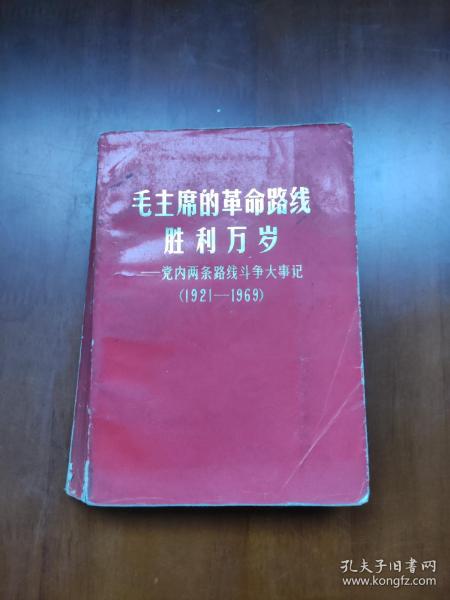 毛主席的革命路线
胜利万岁
——党内两条路线斗争大事记
(1921—1969)
孔夫子旧书网
www.kongfz.com